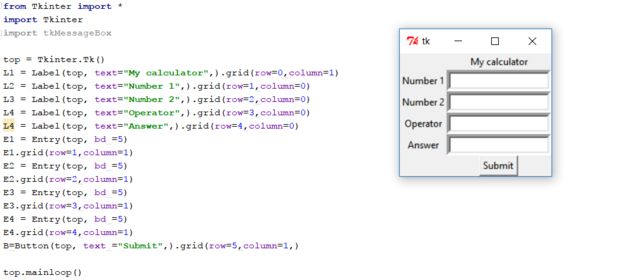 from Tkinter import *
import Tkinter
import tkMessageBox
top = Tkinter.Tk()
L1 = Label(top, text="My calculator",).grid(row=0,column=1)
L2 = Label(top, text="Number 1",).grid(row=1,column=0)
L3 = Label(top, text="Number 2",).grid(row=2,column=0)
L4 = Label(top, text="Operator",).grid(row=3,column=0)
L4 = Label(top, text="Answer",).grid(row=4,column=0)
E1 = Entry(top, bd =5)
E1.grid(row=1,column=1)
E2 = Entry(top, bd =5)
E2.grid(row=2,column=1)
E3 = Entry(top, bd =5)
E3.grid(row=3,column=1)
E4 = Entry(top, bd =5)
E4.grid(row=4,column=1)
B=Button(top, text ="Submit",).grid(row=5,column=1,)
top.mainloop()
tk
My calculator
Number 1
Number 2
Operator
Answer
Submit